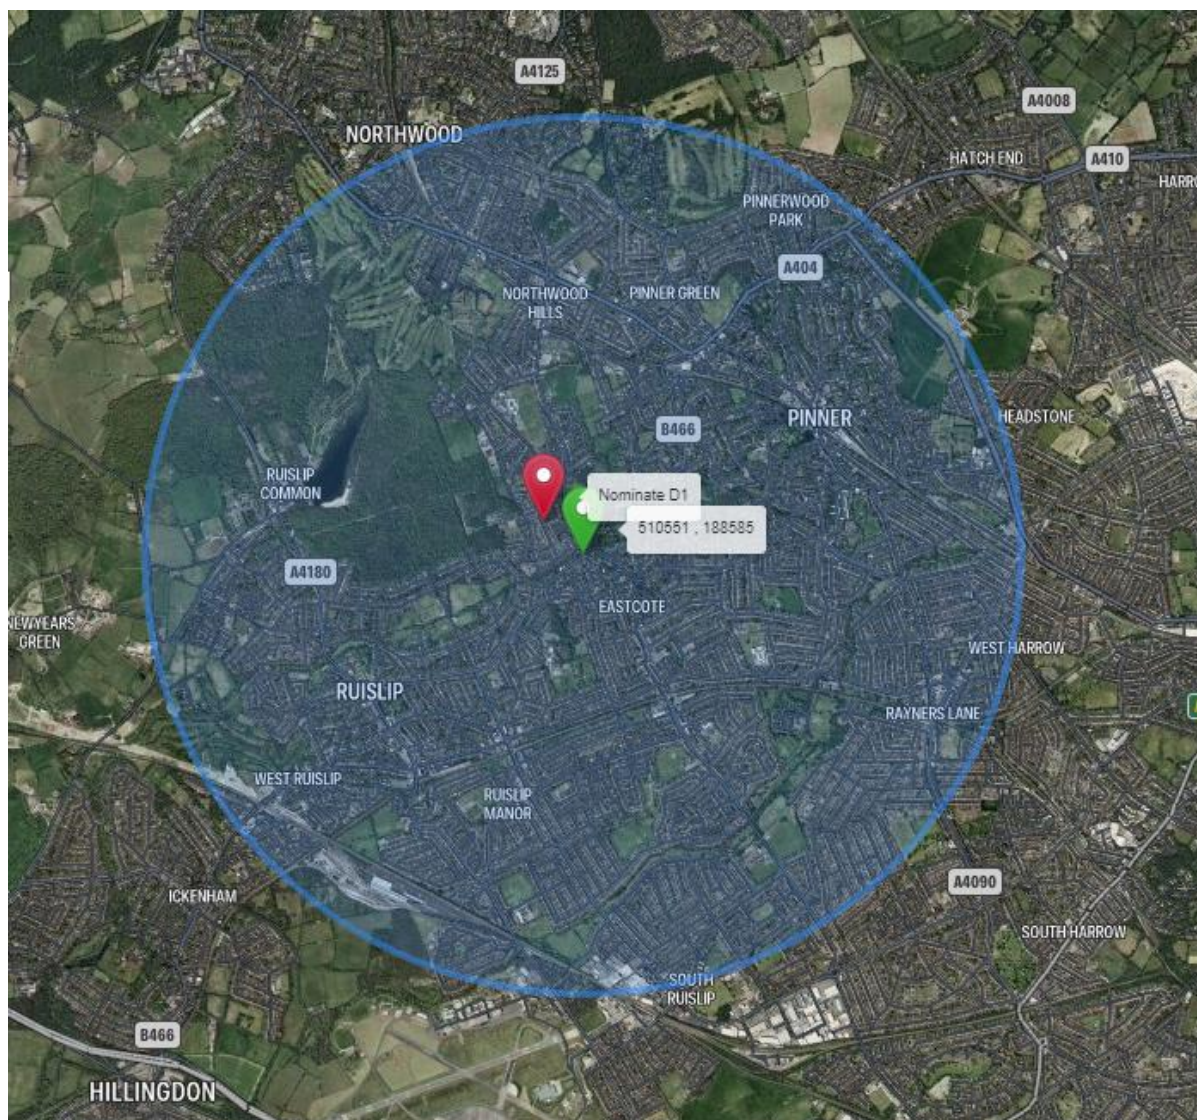 A4125
A4008
NORTHWOOD
HATCH END
A410
HARRO
PINNERWOOD
PARK
A404
NORTHWOOD
HILLS
PINNER GREEN
PINNER
HEADSTONE
B466
RUISLIP
COMMON
Nominate D1
510551 , 188585
A4180
EASTCOTE
NEWYEARS
GREEN
WEST HARROW
RUISLIP
RAYNERS LANE
WEST RUISLIP
RUISLIP
MANOR
A4090
ICKENHAM
SOUTH HARROW
SOUTH
RUISLIP
B466
HILLINGDON